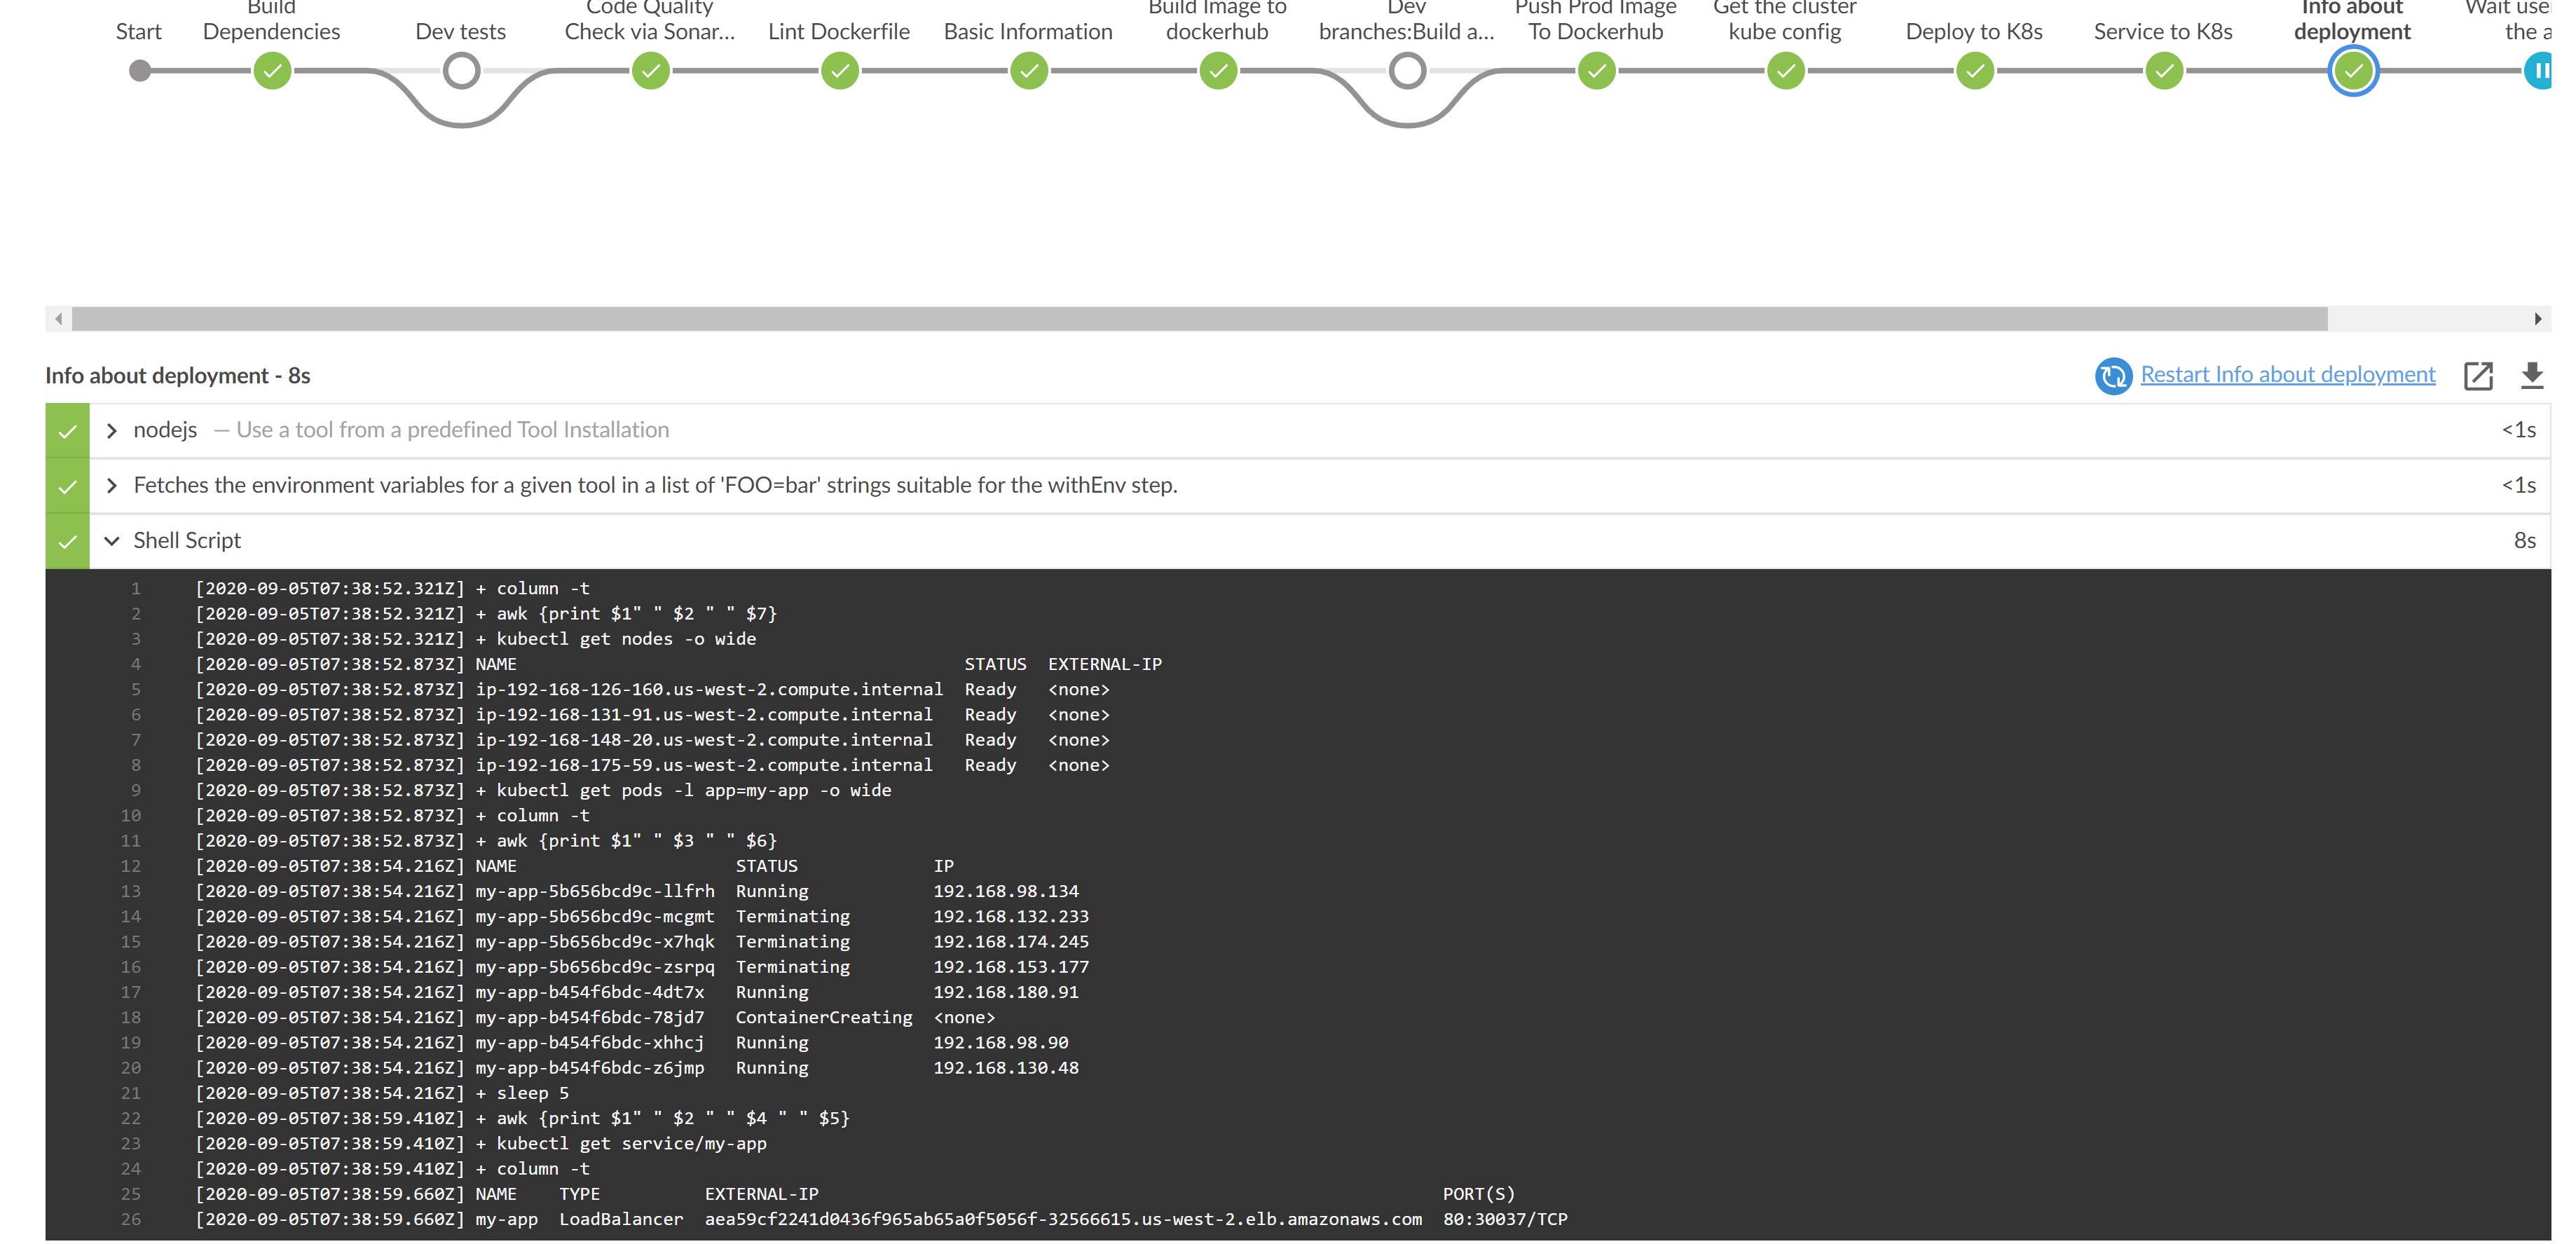 Start
Build
Dependencies
Dev tests
Code Quality
Check via Sonar...
Lint Dockerfile
Basic Information
Build Image to
dockerhub
Dev
branches:Build a...
Push Prod Image
To Dockerhub
Get the cluster
kube config
Deploy to K8s
Service to K8s
Info about
deployment
Wait use
the a
Info about deployment - 8s
Restart Info about deployment
nodejs — Use a tool from a predefined Tool Installation <1s
Fetches the environment variables for a given tool in a list of 'FOO=bar' strings suitable for the withEnv step. <1s
Shell Script 8s
1 [2020-09-05T07:38:52.321Z] + column -t
2 [2020-09-05T07:38:52.321Z] + awk {print $1" " $2 " " $7}
3 [2020-09-05T07:38:52.321Z] + kubectl get nodes -o wide
4 [2020-09-05T07:38:52.873Z] NAME STATUS EXTERNAL-IP
5 [2020-09-05T07:38:52.873Z] ip-192-168-126-160.us-west-2.compute.internal Ready <none>
6 [2020-09-05T07:38:52.873Z] ip-192-168-131-91.us-west-2.compute.internal Ready <none>
7 [2020-09-05T07:38:52.873Z] ip-192-168-148-20.us-west-2.compute.internal Ready <none>
8 [2020-09-05T07:38:52.873Z] ip-192-168-175-59.us-west-2.compute.internal Ready <none>
9 [2020-09-05T07:38:52.873Z] + kubectl get pods -l app=my-app -o wide
10 [2020-09-05T07:38:52.873Z] + column -t
11 [2020-09-05T07:38:52.873Z] + awk {print $1" " $3 " " $6}
12 [2020-09-05T07:38:54.216Z] NAME STATUS IP
13 [2020-09-05T07:38:54.216Z] my-app-5b656bcd9c-llfrh Running 192.168.98.134
14 [2020-09-05T07:38:54.216Z] my-app-5b656bcd9c-mcgmt Terminating 192.168.132.233
15 [2020-09-05T07:38:54.216Z] my-app-5b656bcd9c-x7hqk Terminating 192.168.174.245
16 [2020-09-05T07:38:54.216Z] my-app-5b656bcd9c-zsrpq Terminating 192.168.153.177
17 [2020-09-05T07:38:54.216Z] my-app-b454f6bdc-4dt7x Running 192.168.180.91
18 [2020-09-05T07:38:54.216Z] my-app-b454f6bdc-78jd7 ContainerCreating <none>
19 [2020-09-05T07:38:54.216Z] my-app-b454f6bdc-xhhcj Running 192.168.98.90
20 [2020-09-05T07:38:54.216Z] my-app-b454f6bdc-z6jmp Running 192.168.130.48
21 [2020-09-05T07:38:54.216Z] + sleep 5
22 [2020-09-05T07:38:59.410Z] + awk {print $1" " $2 " " $4 " " $5}
23 [2020-09-05T07:38:59.410Z] + kubectl get service/my-app
24 [2020-09-05T07:38:59.410Z] + column -t
25 [2020-09-05T07:38:59.660Z] NAME TYPE EXTERNAL-IP PORT(S)
26 [2020-09-05T07:38:59.660Z] my-app LoadBalancer aea59cf2241d0436f965ab65a0f5056f-32566615.us-west-2.elb.amazonaws.com 80:30037/TCP